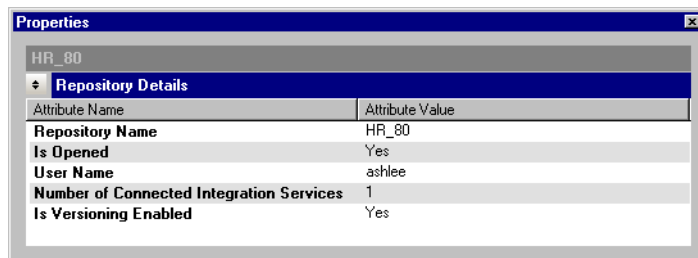 Properties
HR_80
Repository Details
Attribute Name Attribute Value
Repository Name HR_80
Is Opened Yes
User Name ashlee
Number of Connected Integration Services 1
Is Versioning Enabled Yes